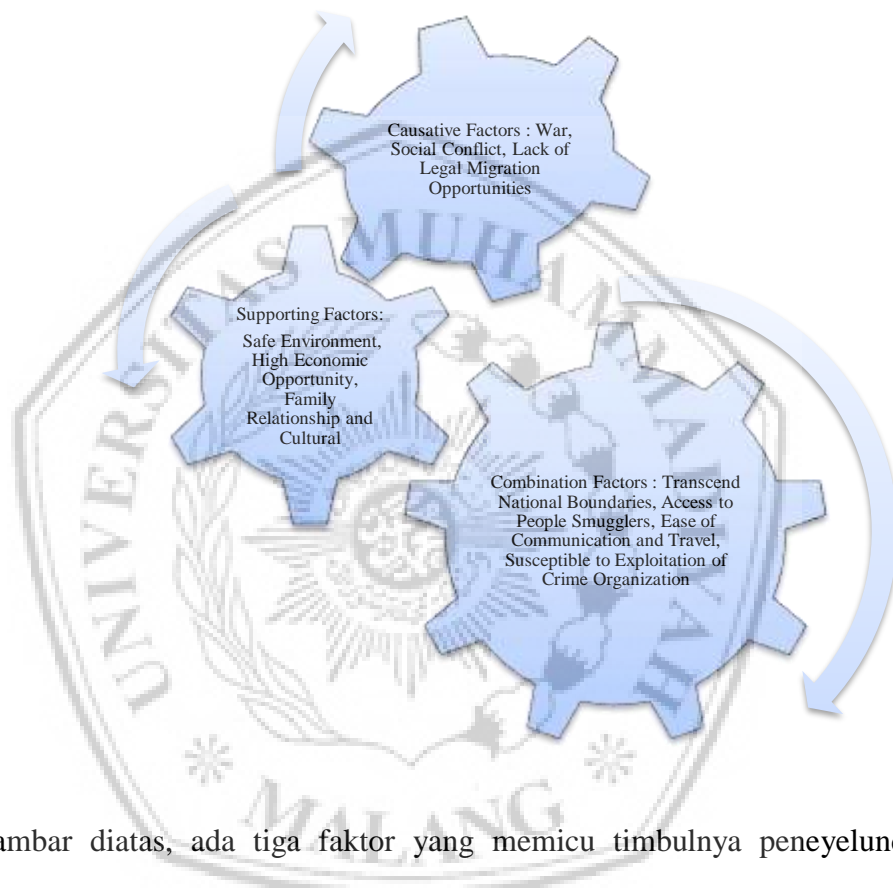 Causative Factors : War,
Social Conflict, Lack of
Legal Migration
Opportunities
Supporting Factors:
Safe Environment,
High Economic
Opportunity,
Family
Relationship and
Cultural
Combination Factors : Transcend
National Boundaries, Access to
People Smugglers, Ease of
Communication and Travel,
Susceptible to Exploitation of
Crime Organization
UNIVERSITAS MUHAMMADIYAH
MALANG
ambar diatas, ada tiga faktor yang memicu timbulnya peneyelund